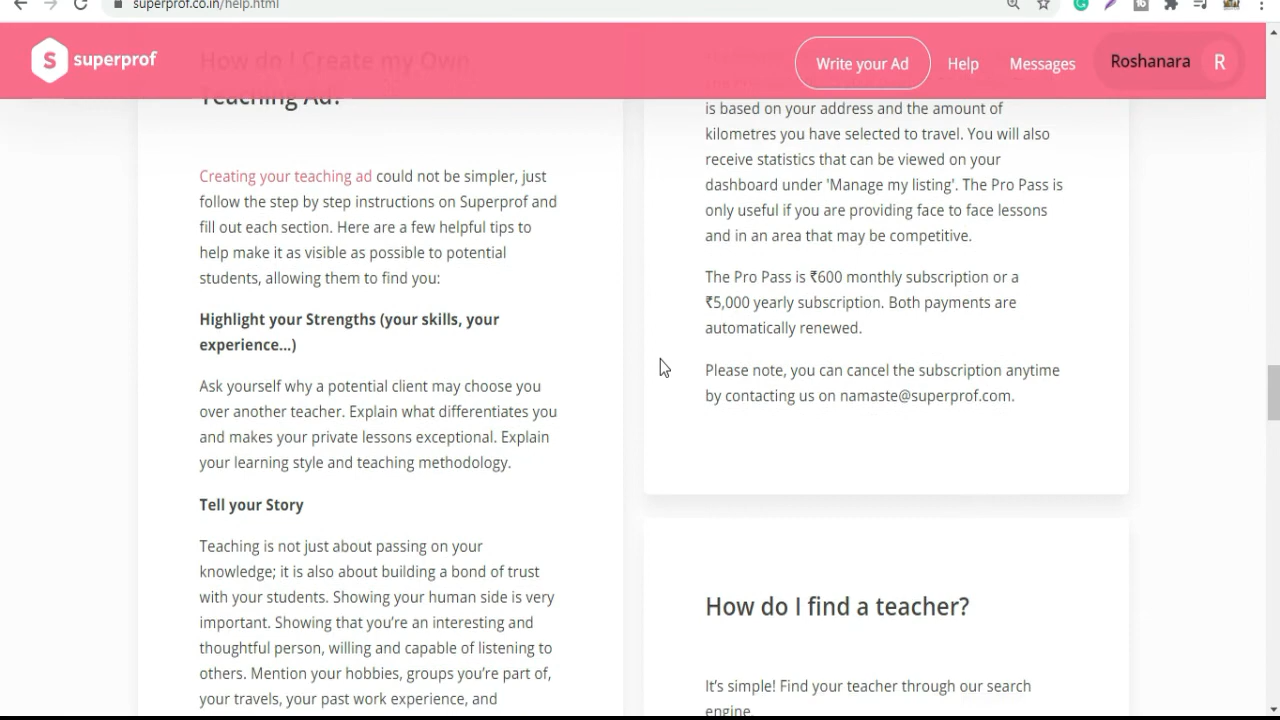 superprof.co.in/help.html
S superprof
Write your Ad
Help
Messages
Roshanara
R
How do I Create my Own
Teaching Ad?
Creating your teaching ad could not be simpler, just
follow the step by step instructions on Superprof and
fill out each section. Here are a few helpful tips to
help make it as visible as possible to potential
students, allowing them to find you:
Highlight your Strengths (your skills, your
experience...)
Ask yourself why a potential client may choose you
over another teacher. Explain what differentiates you
and makes your private lessons exceptional. Explain
your learning style and teaching methodology.
Tell your Story
Teaching is not just about passing on your
knowledge; it is also about building a bond of trust
with your students. Showing your human side is very
important. Showing that you’re an interesting and
thoughtful person, willing and capable of listening to
others. Mention your hobbies, groups you’re part of,
your travels, your past work experience, and
is based on your address and the amount of
kilometres you have selected to travel. You will also
receive statistics that can be viewed on your
dashboard under 'Manage my listing'. The Pro Pass is
only useful if you are providing face to face lessons
and in an area that may be competitive.
The Pro Pass is ₹600 monthly subscription or a
₹5,000 yearly subscription. Both payments are
automatically renewed.
Please note, you can cancel the subscription anytime
by contacting us on namaste@superprof.com.
How do I find a teacher?
It’s simple! Find your teacher through our search
engine.